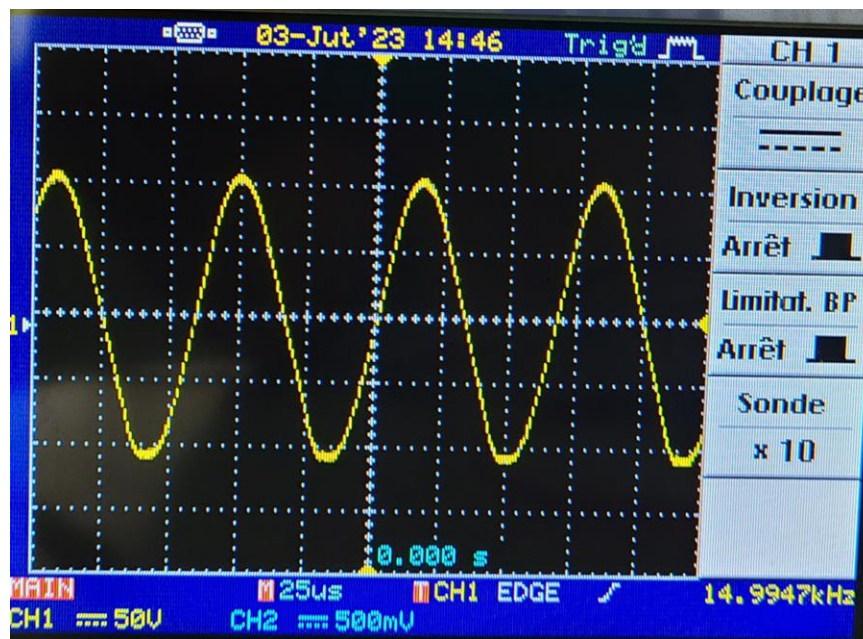 03-Jut'23 14:46 Trig'd
CH 1
Couplage
Inversion
Arrêt
Limitat. BP
1
Arrêt
Sonde
x 10
0.000 s
MAIN M 25us T CH1 EDGE 14.9947kHz
CH1 50V CH2 500mV